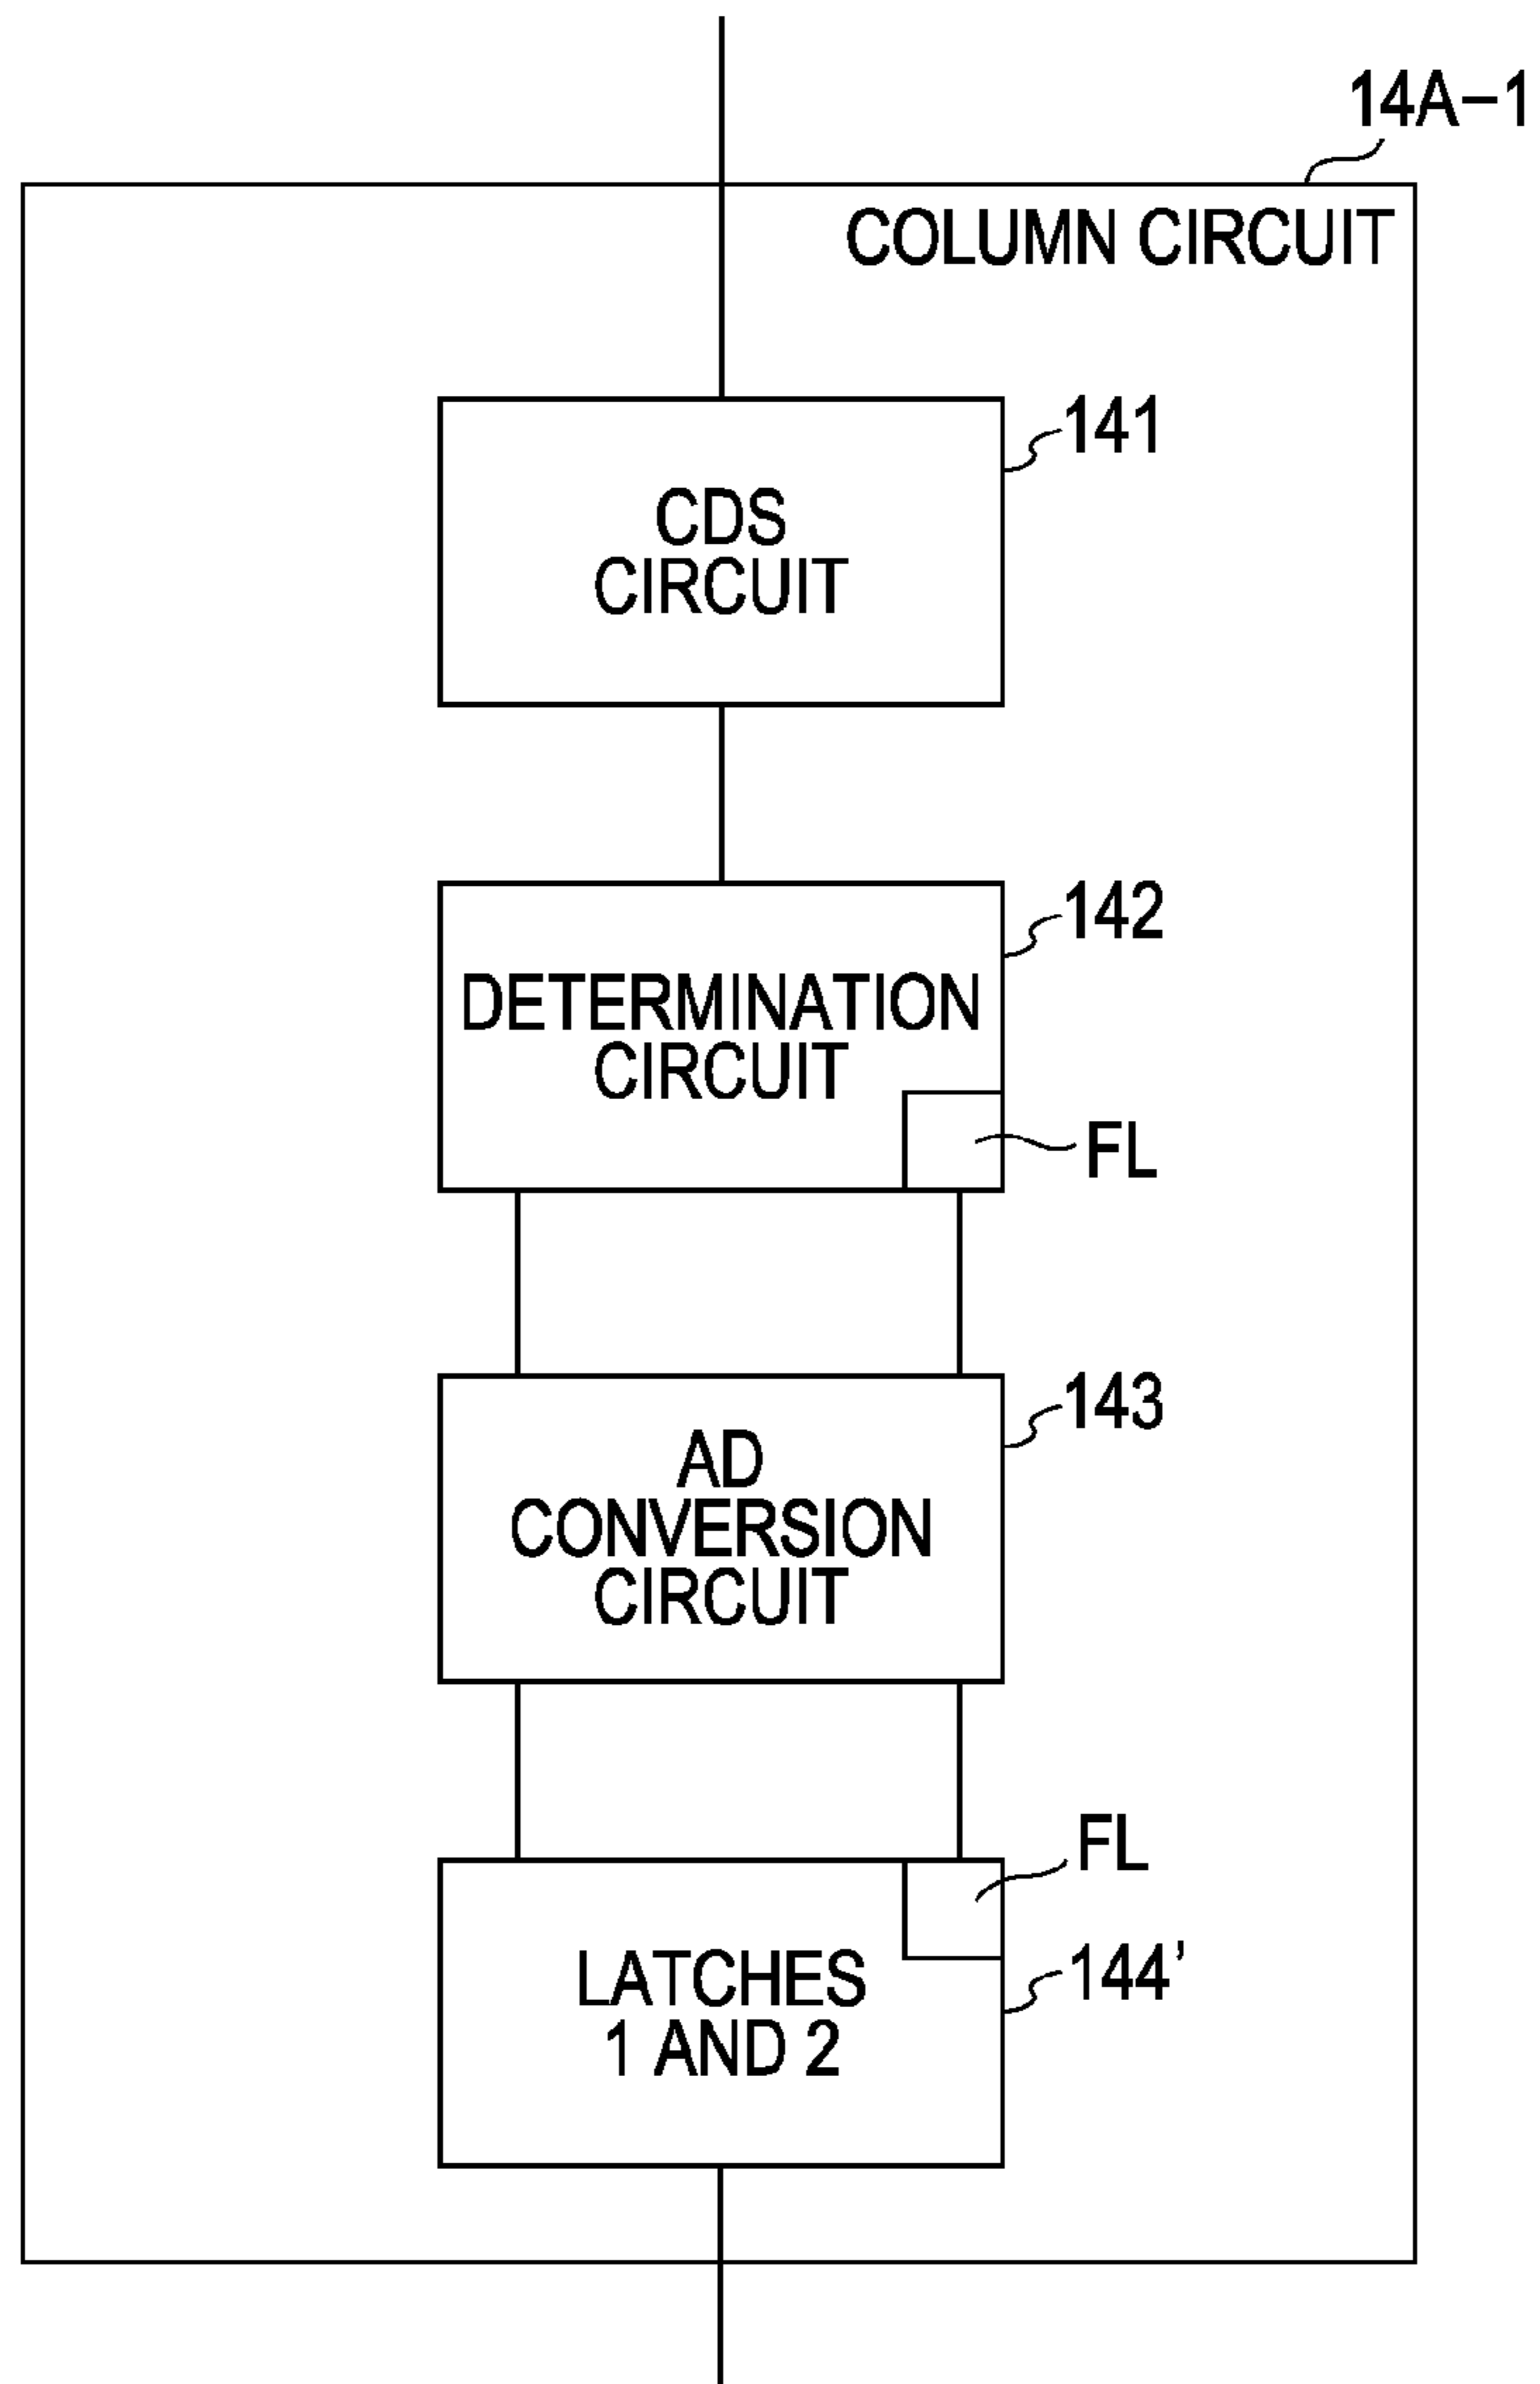 14A-1
COLUMN CIRCUIT
141
CDS
CIRCUIT
142
DETERMINATION
CIRCUIT
FL
143
AD
CONVERSION
CIRCUIT
FL
144'
LATCHES
1 AND 2